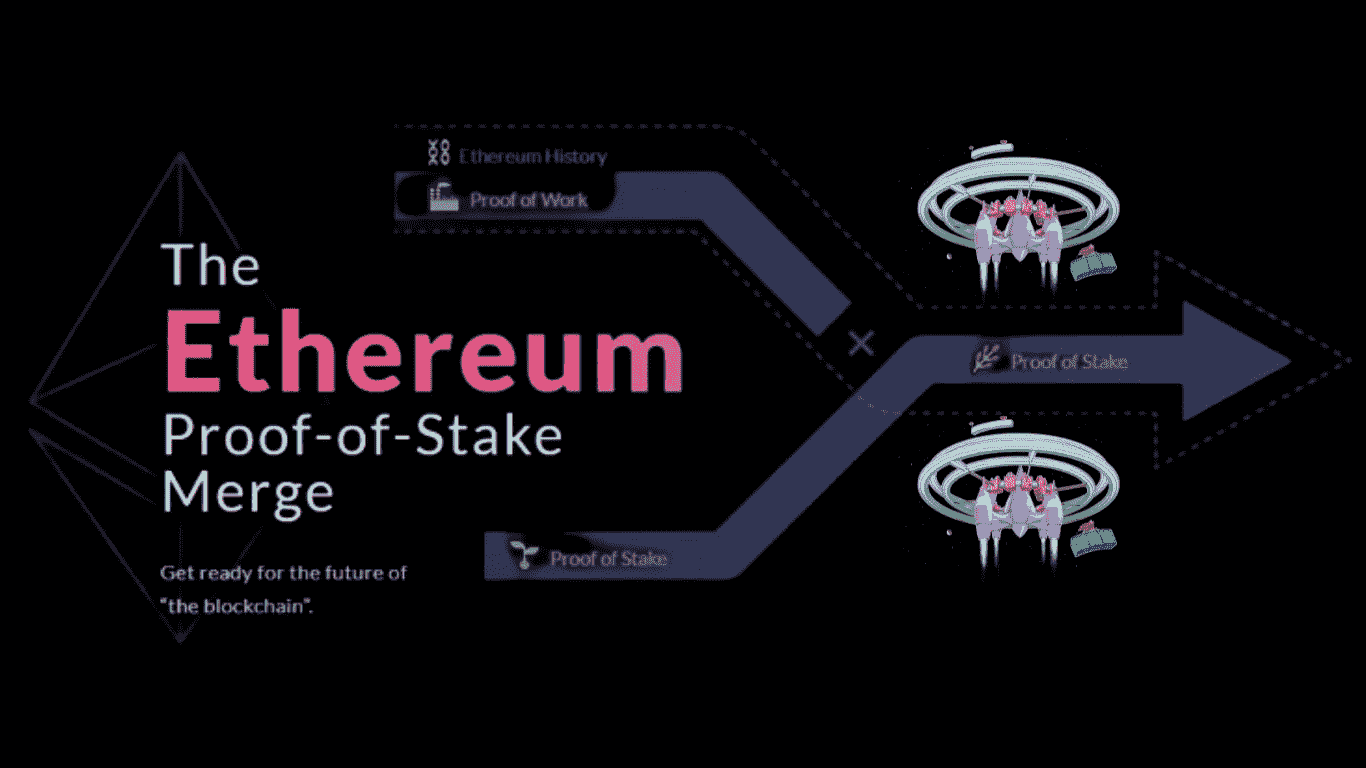 The
Ethereum
Proof-of-Stake
Merge
Get ready for the future of
“the blockchain”.
Ethereum History
Proof of Work
Proof of Stake
Proof of Stake